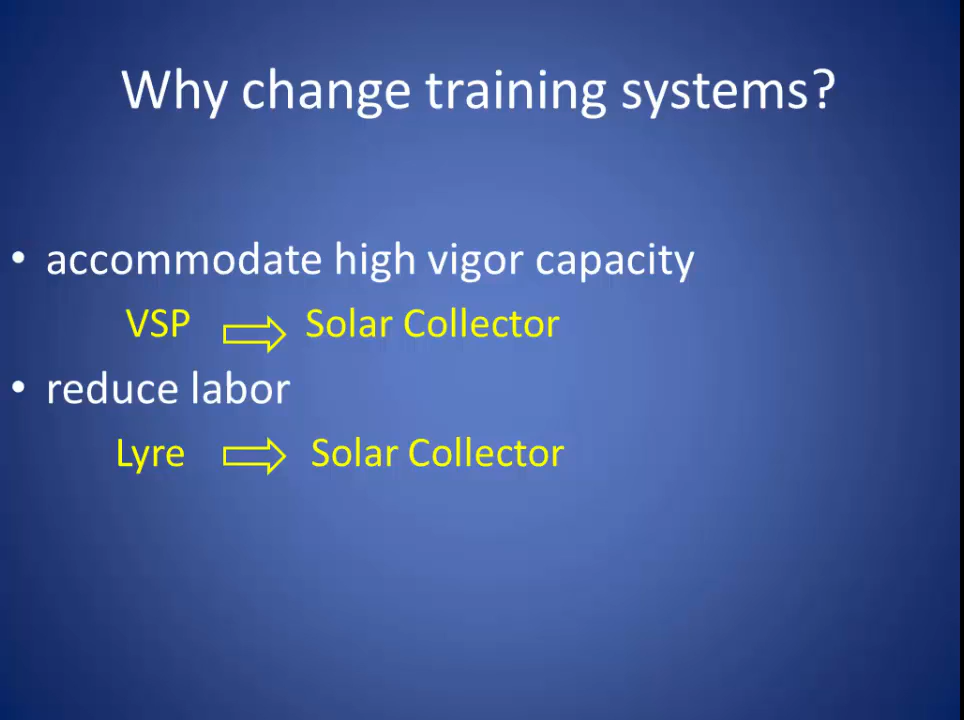 Why change training systems?
• accommodate high vigor capacity
VSP ⇨ Solar Collector
• reduce labor
Lyre ⇨ Solar Collector